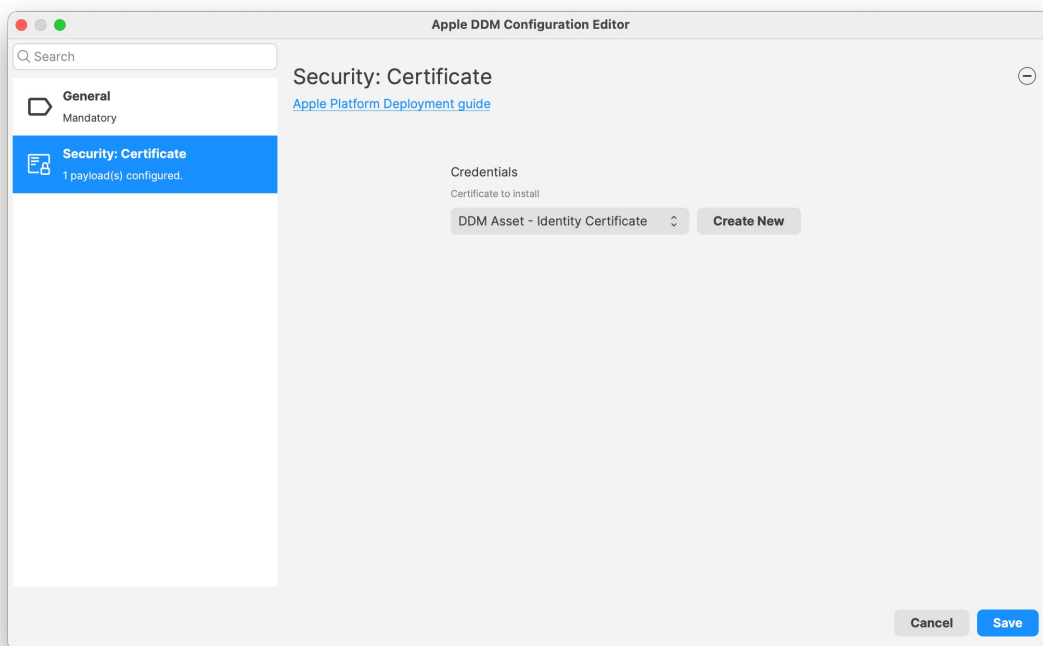 Apple DDM Configuration Editor
Search
General
Mandatory
Security: Certificate
1 payload(s) configured.
Security: Certificate
Apple Platform Deployment guide
Credentials
Certificate to install
DDM Asset - Identity Certificate
Create New
Cancel
Save